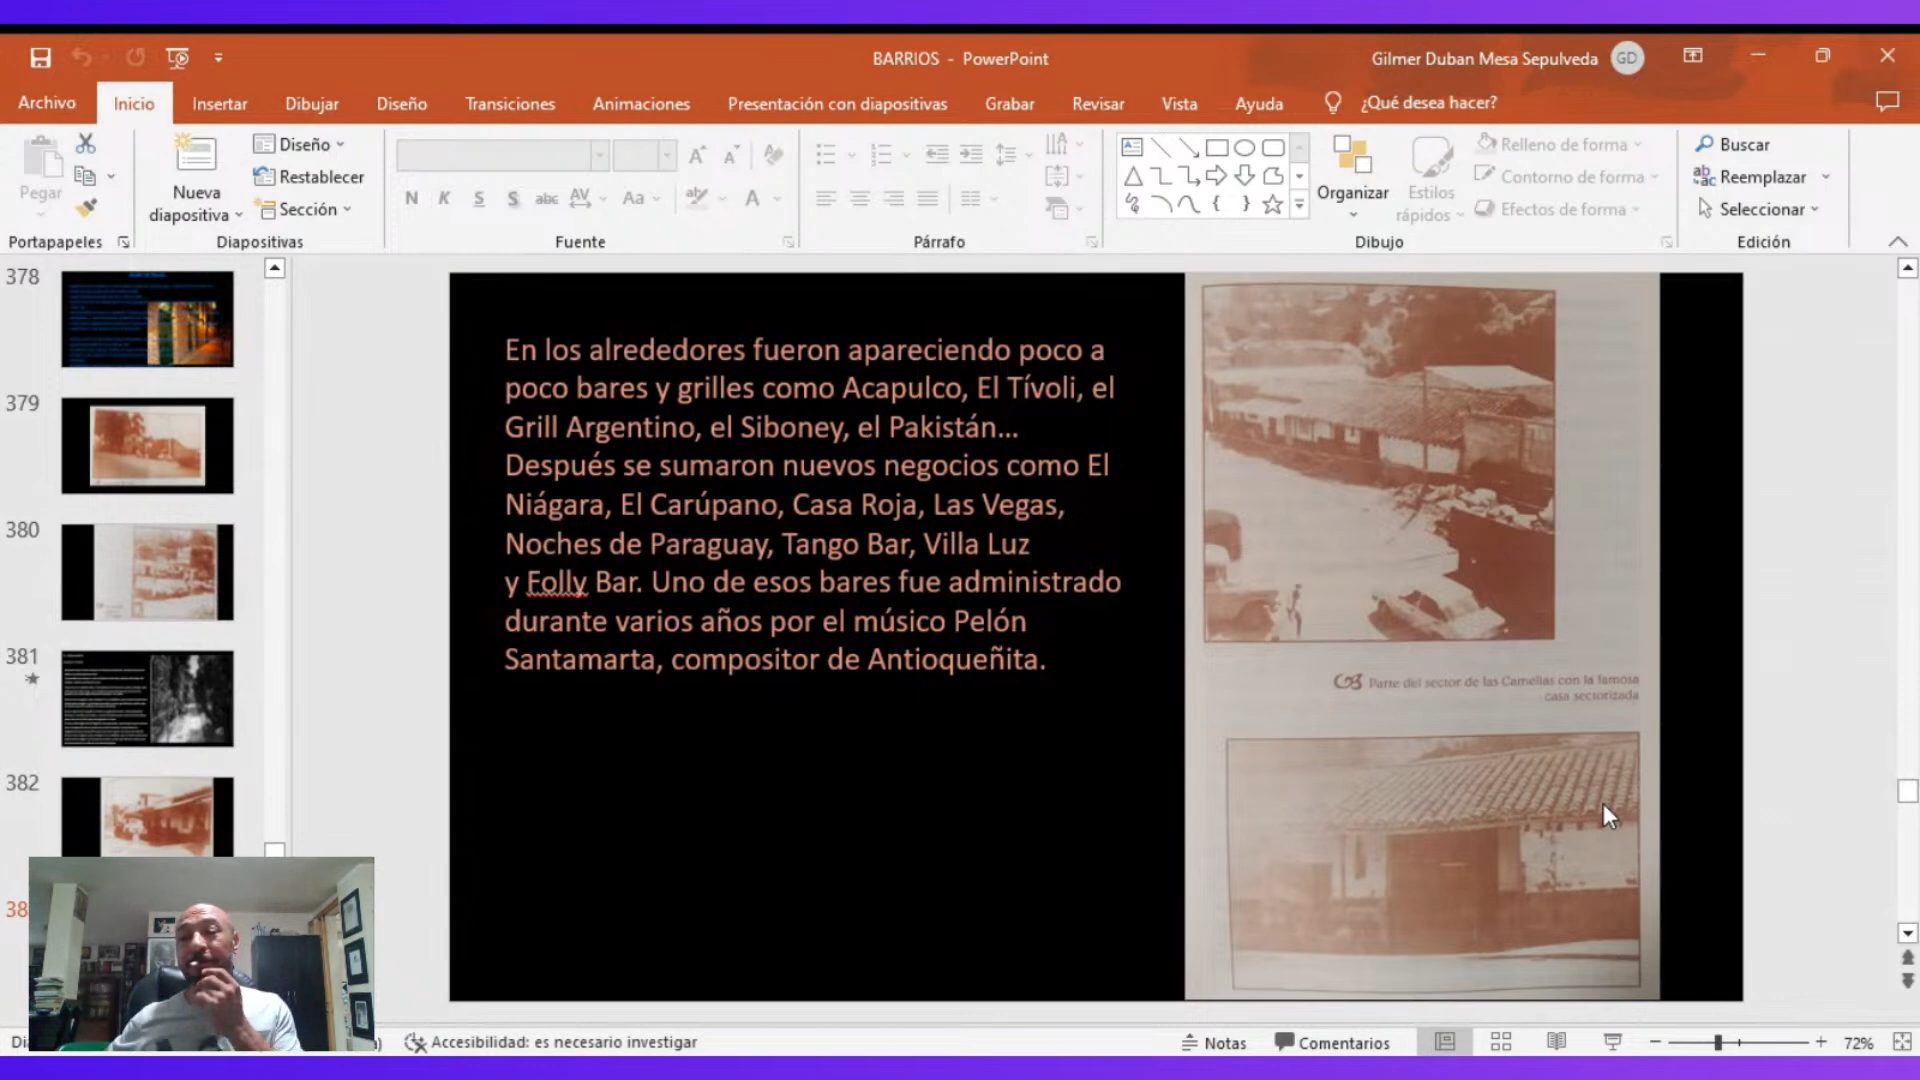 BARRIOS - PowerPoint
Gilmer Duban Mesa Sepulveda
GD
Archivo
Inicio
Insertar
Dibujar
Diseño
Transiciones
Animaciones
Presentación con diapositivas
Grabar
Revisar
Vista
Ayuda
¿Qué desea hacer?
Pegar
Portapapeles
Nueva
diapositiva
Diseño
Restablecer
Sección
Diapositivas
N K S S abc AV Aa A
Fuente
Párrafo
Organizar
Estilos
rápidos
Relleno de forma
Contorno de forma
Efectos de forma
Dibujo
Buscar
Reemplazar
Seleccionar
Edición
378
379
380
381
382
38
En los alrededores fueron apareciendo poco a
poco bares y grilles como Acapulco, El Tívoli, el
Grill Argentino, el Siboney, el Pakistán...
Después se sumaron nuevos negocios como El
Niágara, El Carúpano, Casa Roja, Las Vegas,
Noches de Paraguay, Tango Bar, Villa Luz
y Folly Bar. Uno de esos bares fue administrado
durante varios años por el músico Pelón
Santamarta, compositor de Antioqueñita.
Parte del sector de las Camelias con la famosa
casa sectorizada
Accesibilidad: es necesario investigar
Notas
Comentarios
72%